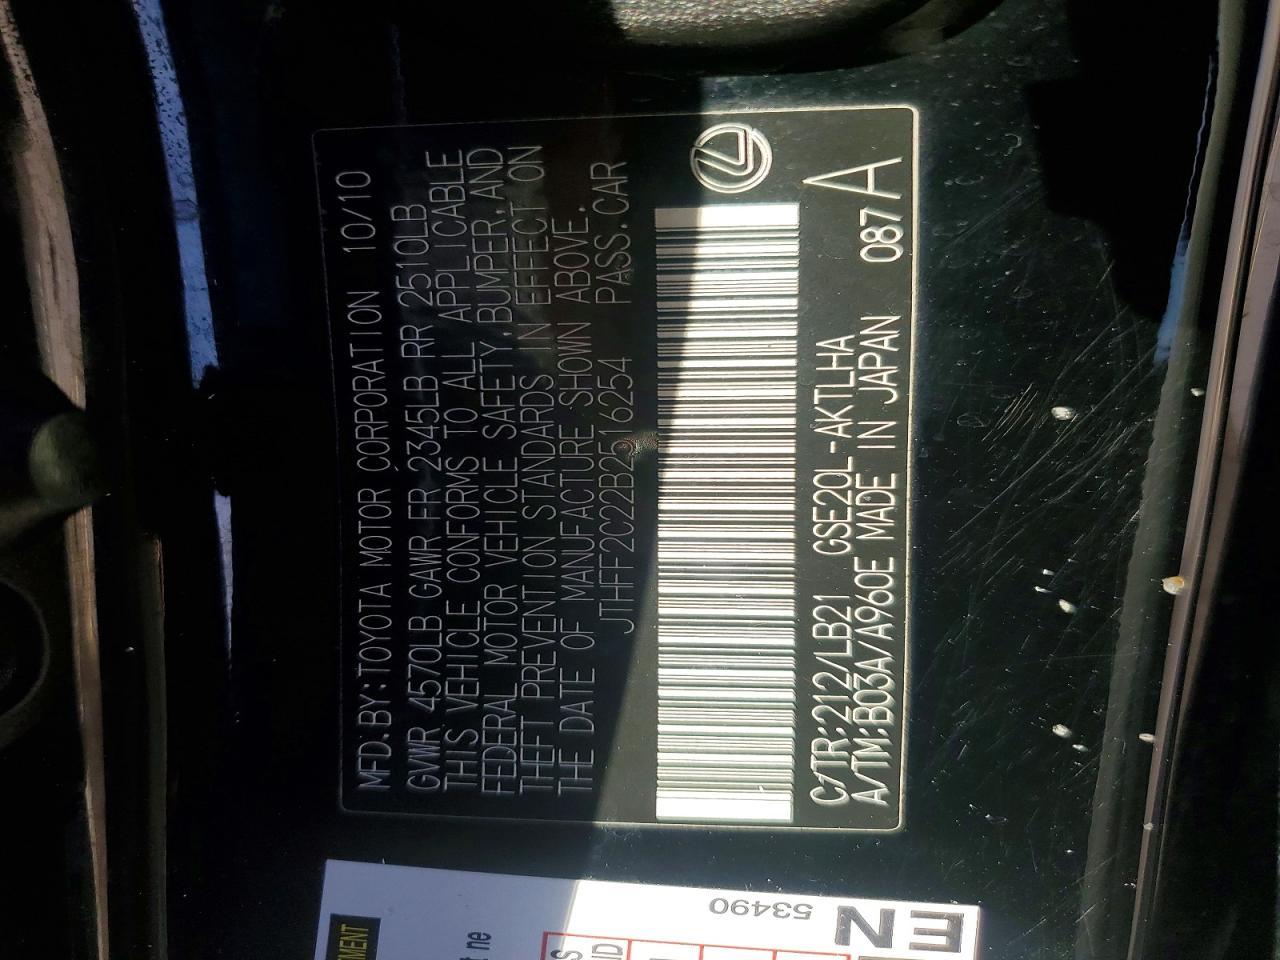 MFD.BY:TOYOTA MOTOR CORPORATION 10/10
GVWR 4570LB GAWR FR 2345LB RR 2510LB
THIS VEHICLE CONFORMS TO ALL APPLICABLE
FEDERAL MOTOR VEHICLE SAFETY,BUMPER,AND
THEFT PREVENTION STANDARDS IN EFFECT ON
THE DATE OF MANUFACTURE SHOWN ABOVE.
JTHFF2C22B2516254 PASS.CAR
C/TR:212/LB21 GSE20L-AKTLHA
A/TM:B03A/A960E MADE IN JAPAN 087A
53490
EN